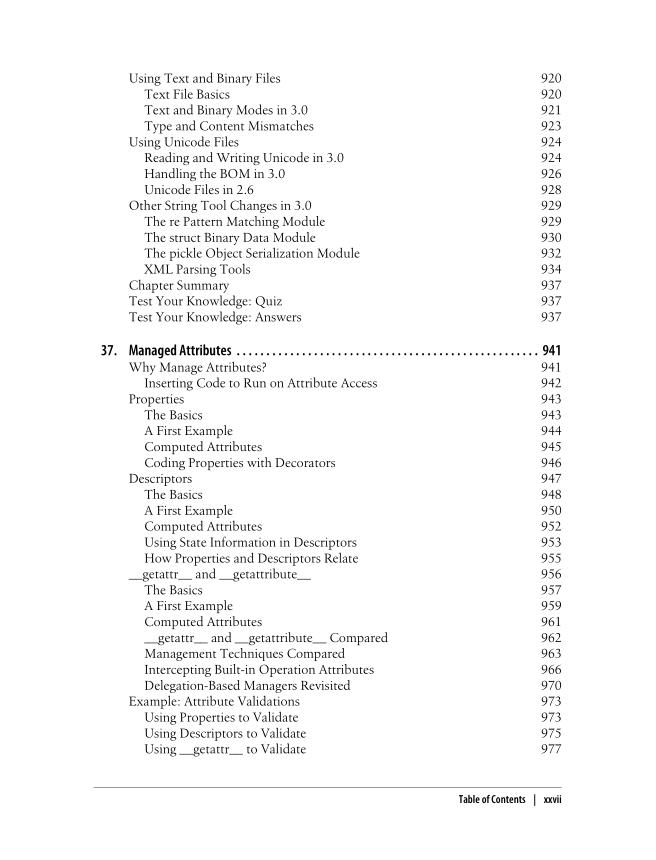 Using Text and Binary Files 920
Text File Basics 920
Text and Binary Modes in 3.0 921
Type and Content Mismatches 923
Using Unicode Files 924
Reading and Writing Unicode in 3.0 924
Handling the BOM in 3.0 926
Unicode Files in 2.6 928
Other String Tool Changes in 3.0 929
The re Pattern Matching Module 929
The struct Binary Data Module 930
The pickle Object Serialization Module 932
XML Parsing Tools 934
Chapter Summary 937
Test Your Knowledge: Quiz 937
Test Your Knowledge: Answers 937
37. Managed Attributes . . . . . . . . . . . . . . . . . . . . . . . . . . . . . . . . . . . . . . . . . . . . . . . . . . . 941
Why Manage Attributes? 941
Inserting Code to Run on Attribute Access 942
Properties 943
The Basics 943
A First Example 944
Computed Attributes 945
Coding Properties with Decorators 946
Descriptors 947
The Basics 948
A First Example 950
Computed Attributes 952
Using State Information in Descriptors 953
How Properties and Descriptors Relate 955
__getattr__ and __getattribute__ 956
The Basics 957
A First Example 959
Computed Attributes 961
__getattr__ and __getattribute__ Compared 962
Management Techniques Compared 963
Intercepting Built-in Operation Attributes 966
Delegation-Based Managers Revisited 970
Example: Attribute Validations 973
Using Properties to Validate 973
Using Descriptors to Validate 975
Using __getattr__ to Validate 977
Table of Contents | xxvii